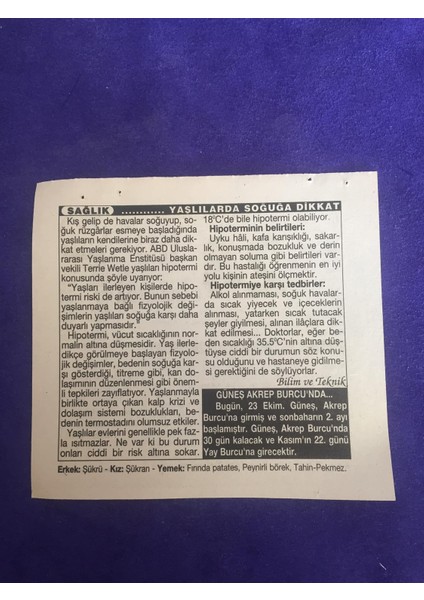 SAĞLIK ............ YAŞLILARDA SOĞUĞA DİKKAT
Kış gelip de havalar soğuyup, so-
ğuk rüzgârlar esmeye başladığında
yaşlıların kendilerine biraz daha dik-
kat etmeleri gerekiyor. ABD Ulusla-
rarası Yaşlanma Enstitüsü başkan
vekili Terrie Wetle yaşlıları hipotermi
konusunda şöyle uyarıyor:
"Yaşları ilerleyen kişilerde hipo-
termi riski de artıyor. Bunun sebebi
yaşlanmaya bağlı fizyolojik deği-
şimlerin yaşlıları soğuğa karşı daha
duyarlı yapmasıdır."
Hipotermi, vücut sıcaklığının nor-
malin altına düşmesidir. Yaş ilerle-
dikçe görülmeye başlayan fizyolo-
jik değişimler, bedenin soğuğa kar-
şı gösterdiği, titreme gibi, kan do-
laşımının düzenlenmesi gibi önem-
li tepkileri zayıflatıyor. Yaşlanmayla
birlikte ortaya çıkan kalp krizi ve
dolaşım sistemi bozuklukları, be-
denin termostadını olumsuz etkiler.
Yaşlılar evlerini genellikle pek faz-
la ısıtmazlar. Ne var ki bu durum
onları ciddi bir risk altına sokar.
18°C'de bile hipotermi olabiliyor.
Hipoterminin belirtileri:
Uyku hâli, kafa karışıklığı, sakar-
lık, konuşmada bozukluk ve derin
olmayan soluma gibi belirtileri var-
dır. Bu hastalığı öğrenmenin en iyi
yolu kişinin ateşini ölçmektir.
Hipotermiye karşı tedbirler:
Alkol alınmaması, soğuk havalar-
da sıcak yiyecek ve içeceklerin
alınması, yatarken sıcak tutacak
şeyler giyilmesi, alınan ilâçlara dik-
kat edilmesi... Doktorlar, eğer be-
den sıcaklığı 35.5°C'nin altına düş-
tüyse ciddi bir durumun söz konu-
su olduğunu ve hastaneye gidilme-
si gerektiğini de söylüyorlar.
Bilim ve Teknik
GÜNEŞ AKREP BURCU'NDA...
Bugün, 23 Ekim. Güneş, Akrep
Burcu'na girmiş ve sonbahann 2. ayı
başlamıştır. Güneş, Akrep Burcu'nda
30 gün kalacak ve Kasım'ın 22. günü
Yay Burcu'na girecektir.
Erkek: Şükrü - Kız: Şükran - Yemek: Fırında patates, Peynirli börek, Tahin-Pekmez.